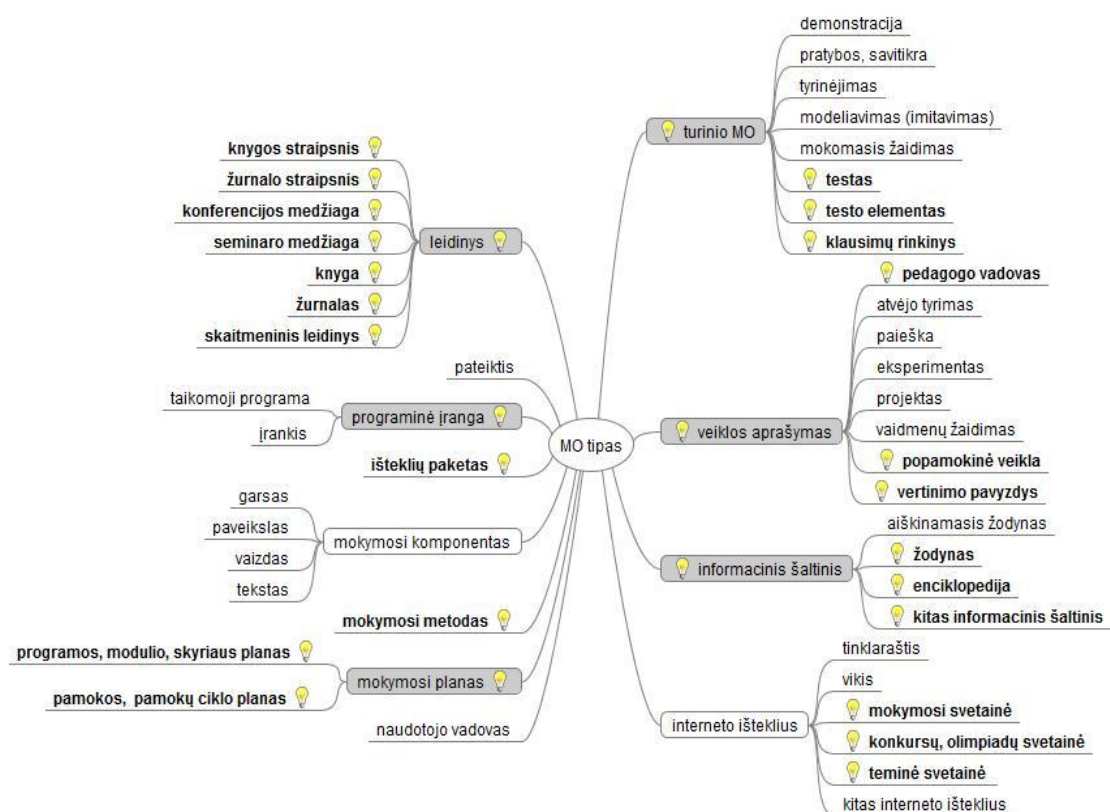 MO tipas
leidinys
knygos straipsnis
žurnalo straipsnis
konferencijos medžiaga
seminaro medžiaga
knyga
žurnalas
skaitmeninis leidinys
pateiktis
programinė įranga
taikomoji programa
įrankis
išteklių paketas
mokymosi komponentas
garsas
paveikslas
vaizdas
tekstas
mokymosi metodas
mokymosi planas
programos, modulio, skyriaus planas
pamokos, pamokų ciklo planas
naudotojo vadovas
turinio MO
demonstracija
pratybos, savitikra
tyrinėjimas
modeliavimas (imitavimas)
mokomasis žaidimas
testas
testo elementas
klausimų rinkinys
veiklos aprašymas
pedagogo vadovas
atvėjo tyrimas
paieška
eksperimentas
projektas
vaidmenų žaidimas
popamokinė veikla
vertinimo pavyzdys
informacinis šaltinis
aiškinamasis žodynas
žodynas
enciklopedija
kitas informacinis šaltinis
interneto išteklius
tinklaraštis
vikis
mokymosi svetainė
konkursų, olimpiadų svetainė
teminė svetainė
kitas interneto išteklius